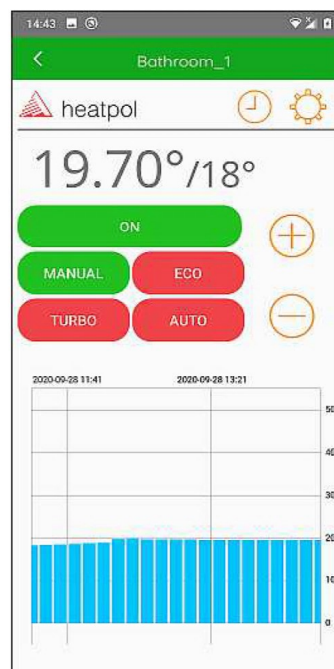 14:43
Bathroom_1
heatpol
19.70°/18°
ON
MANUAL ECO
TURBO AUTO
2020-09-28 11:41 2020-09-28 13:21
50
40
30
20
10
0